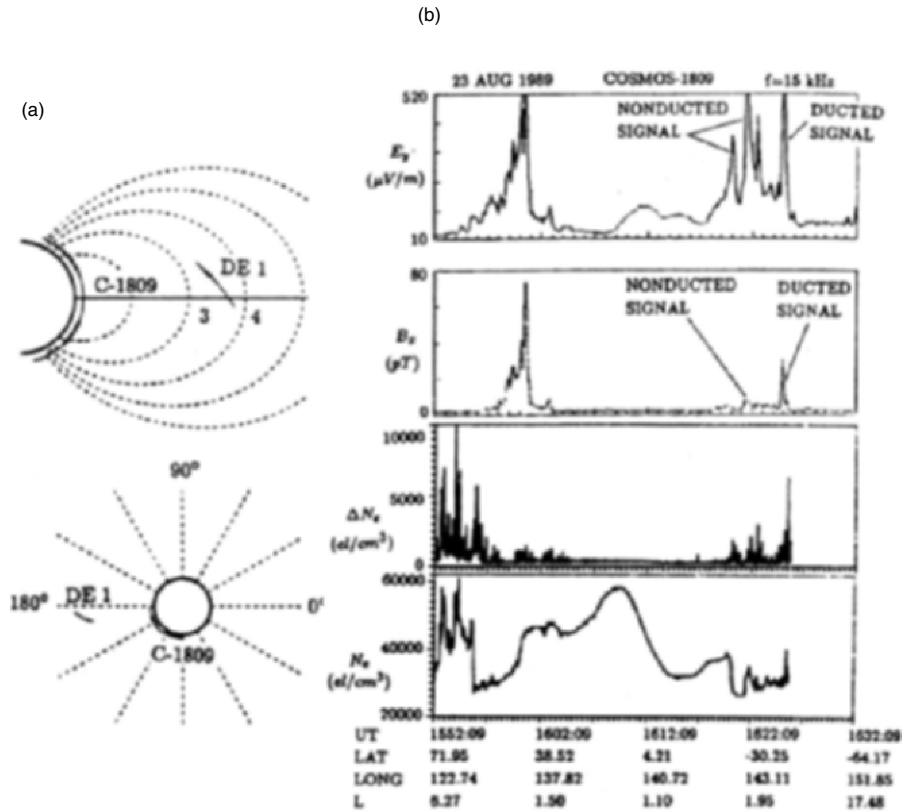 (a)
DE 1
C-1809
3
4
90°
180°
DE 1
0°
C-1809
(b)
23 AUG 1989 COSMOS-1809 f=15 kHz
520
NONDUCTED
SIGNAL
DUCTED
SIGNAL
Ey
(μV/m)
10
80
NONDUCTED
SIGNAL
DUCTED
SIGNAL
(pT)
0
10000
5000
ΔNe
(el/cm³)
0
60000
40000
Ne
(el/cm³)
20000
UT 1552:09 1602:09 1612:09 1622:09 1632:09
LAT 71.95 38.52 4.21 -30.25 -64.17
LONG 122.74 137.82 140.72 143.11 151.85
L 6.27 1.50 1.10 1.95 17.48